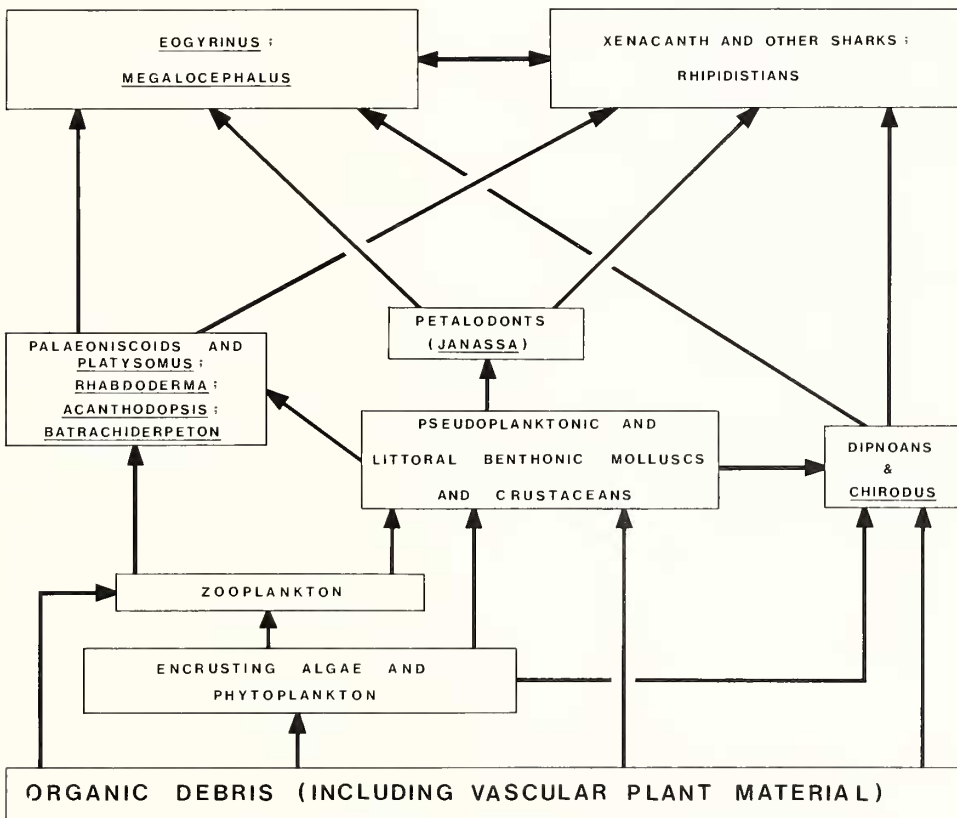 EOGYRINUS;
MEGALOCEPHALUS
XENACANTH AND OTHER SHARKS;
RHIPIDISTIANS
PETALODONTS
(JANASSA)
PALAEONISCOIDS AND
PLATYSOMUS;
RHABDODERMA;
ACANTHODOPSIS;
BATRACHIDERPETON
PSEUDOPLANKTONIC AND
LITTORAL BENTHONIC MOLLUSCS
AND CRUSTACEANS
DIPNOANS
&
CHIRODUS
ZOOPLANKTON
ENCRUSTING ALGAE AND
PHYTOPLANKTON
ORGANIC DEBRIS (INCLUDING VASCULAR PLANT MATERIAL)